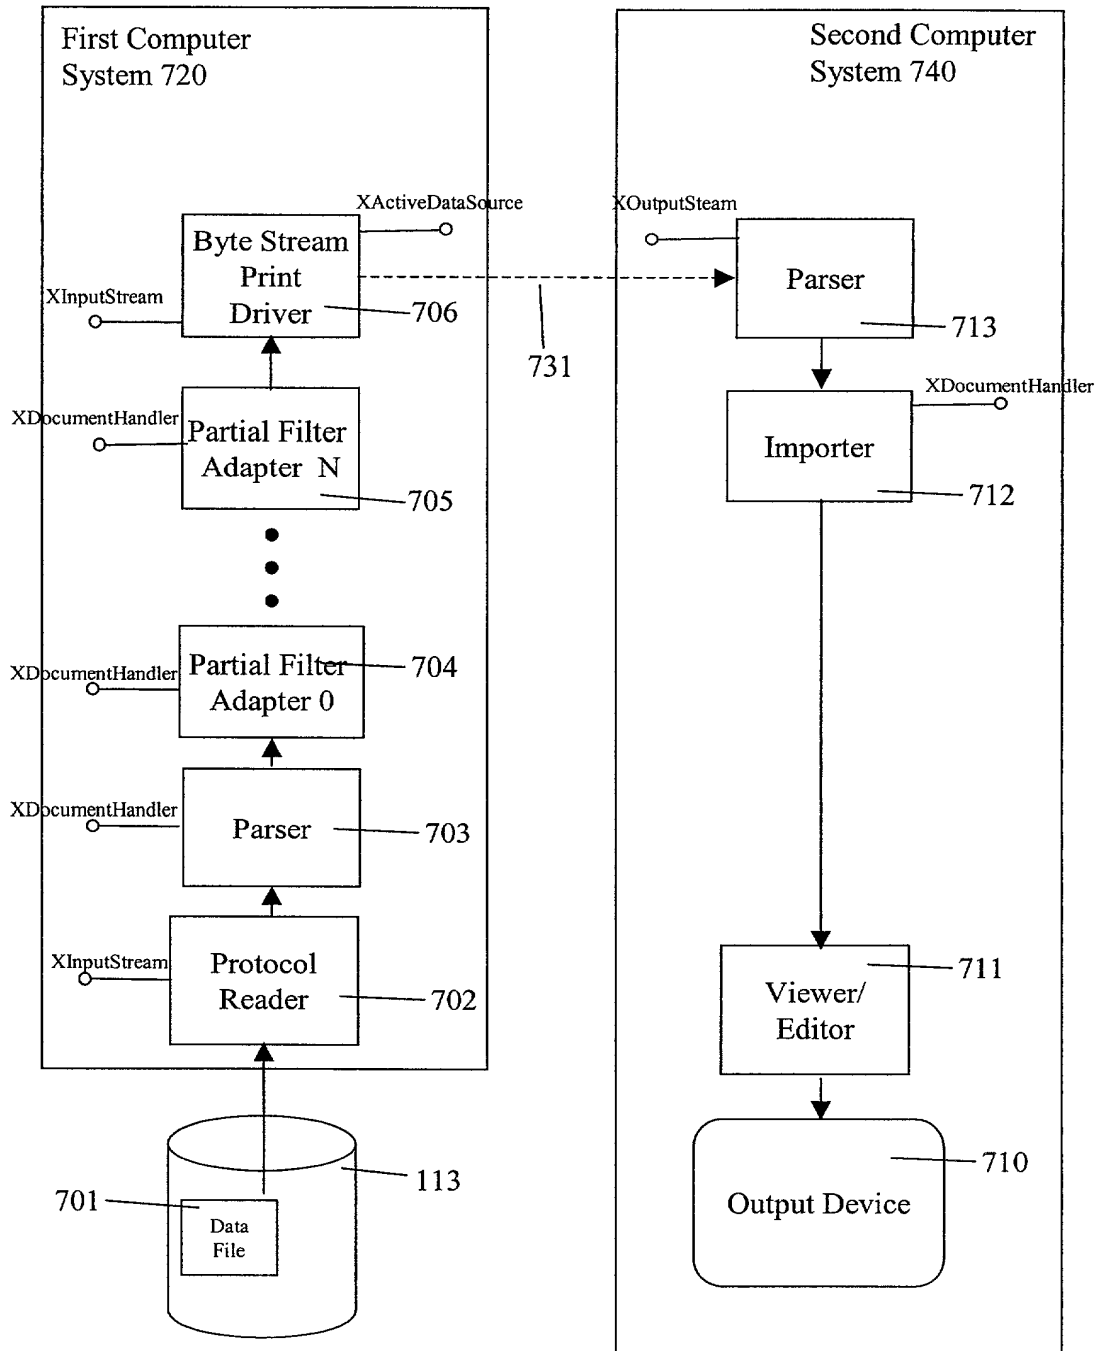 First Computer
System 720
XActiveDataSource
Byte Stream
Print
Driver
706
XInputStream
731
XDocumentHandler
Partial Filter
Adapter N
705
XDocumentHandler
Partial Filter
Adapter 0
704
XDocumentHandler
Parser
703
XInputStream
Protocol
Reader
702
113
701
Data
File
Second Computer
System 740
XOutputSteam
Parser
713
XDocumentHandler
Importer
712
Viewer/
Editor
711
Output Device
710